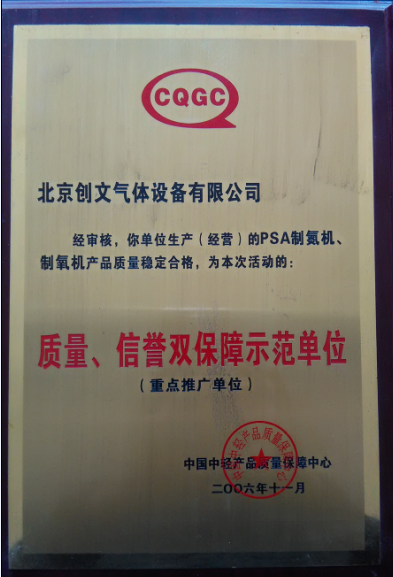 CQGC
北京创文气体设备有限公司
经审核，你单位生产（经营）的PSA制氮机、
制氧机产品质量稳定合格，为本次活动的：
质量、信誉双保障示范单位
（重点推广单位）
中国中经产品质量保障中心
二〇〇六年十一月